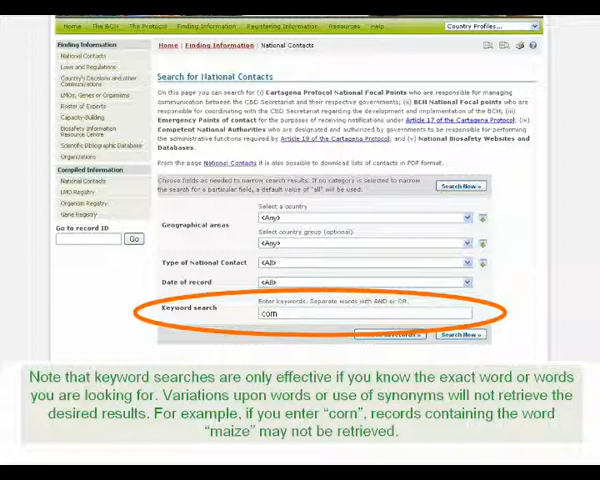 Home The BCH The Protocol Finding Information Registering Information Resources Help Country Profiles...
Finding Information
National Contacts
Laws and Regulations
Country's Decisions and other
Communications
LMOs, Genes or Organisms
Roster of Experts
Capacity-Building
Biosafety Information
Resource Centre
Scientific Bibliographic Database
Organizations
Compiled Information
National Contacts
LMO Registry
Organism Registry
Gene Registry
Go to record ID
Go
Home | Finding Information | National Contacts
Search for National Contacts
On this page you can search for (i) Cartagena Protocol National Focal Points who are responsible for managing
communication between the CBD Secretariat and their respective governments; (ii) BCH National Focal points who are
responsible for coordinating with the CBD Secretariat regarding the development and implementation of the BCH; (iii)
Emergency Points of contact for the purposes of receiving notifications under Article 17 of the Cartagena Protocol; (iv)
Competent National Authorities who are designated and authorized by governments to be responsible for performing the
administrative functions required by the Protocol (Article 19 of the Cartagena Protocol; and (v) National Biosafety Websites and
Databases.
From the page National Contacts it is also possible to download lists of contacts in PDF format.
Choose fields as needed to narrow search results. If no category is selected to narrow
the search for a particular field, a default value of "all" will be used.
Search Now »
Select a country
Geographical areas
<Any>
Select country group (optional)
<Any>
Type of National Contact <All>
Date of record <All>
Enter keywords. Separate words with AND or OR.
Keyword search
corn
Search Now »
Note that keyword searches are only effective if you know the exact word or words
you are looking for. Variations upon words or use of synonyms will not retrieve the
desired results. For example, if you enter “corn”, records containing the word
“maize” may not be retrieved.